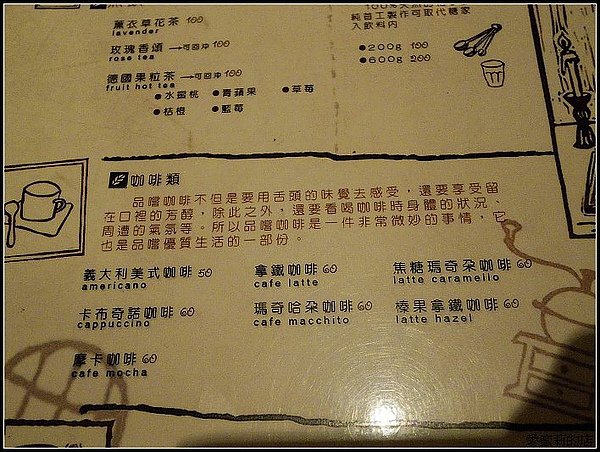 薰衣草花茶 100
lavender
玫瑰香頌 →可回沖 100
rose tea
德國果粒茶 →可回沖 100
fruit hot tea
●水蜜桃 ●青蘋果 ●草莓
●桔橙 ●藍莓
純苗工製作可取代糖家
入飲料內
●200g 100
●600g 200
咖啡類
品嚐咖啡不但是要用舌頭的味覺去感受，還要享受留
在口裡的芳醇，除此之外，還要看喝咖啡時身體的狀況、
周遭的氣氛等。所以品嚐咖啡是一件非常微妙的事情，它
也是品嚐優質生活的一部份。
義大利美式咖啡 50
americano
拿鐵咖啡 60
cafe latte
焦糖瑪奇朵咖啡 60
latte caramello
卡布奇諾咖啡 60
cappuccino
瑪奇哈朵咖啡 60
cafe macchito
榛果拿鐵咖啡 60
latte hazel
摩卡咖啡 60
cafe mocha